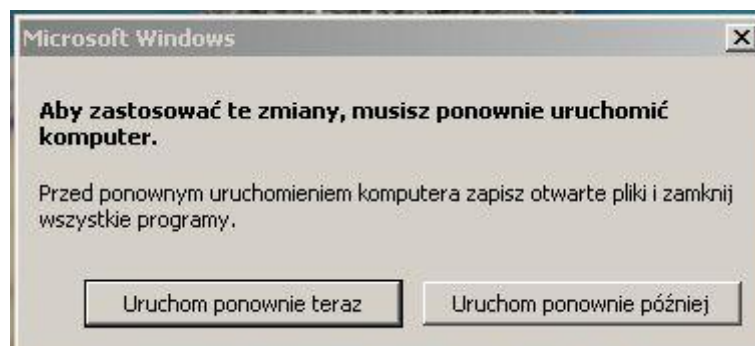 Microsoft Windows
Aby zastosować te zmiany, musisz ponownie uruchomić
komputer.
Przed ponownym uruchomieniem komputera zapisz otwarte pliki i zamknij
wszystkie programy.
Uruchom ponownie teraz
Uruchom ponownie później